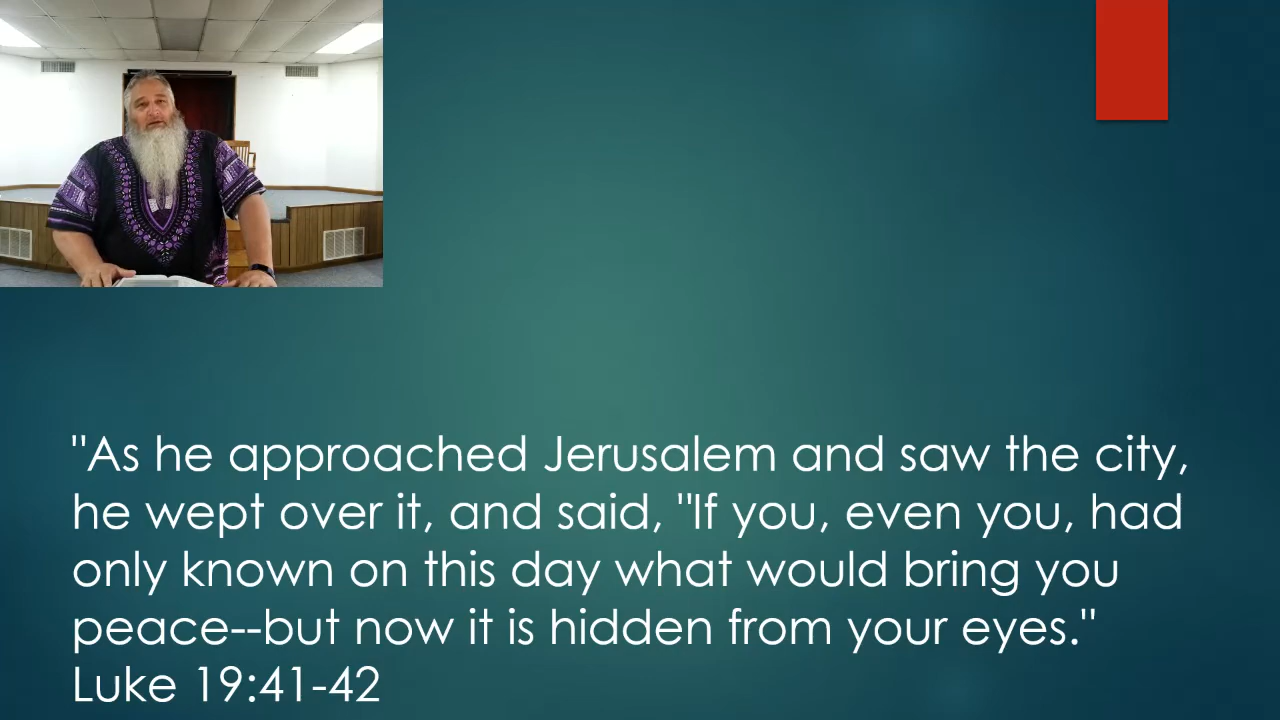 "As he approached Jerusalem and saw the city,
he wept over it, and said, "If you, even you, had
only known on this day what would bring you
peace--but now it is hidden from your eyes."
Luke 19:41-42